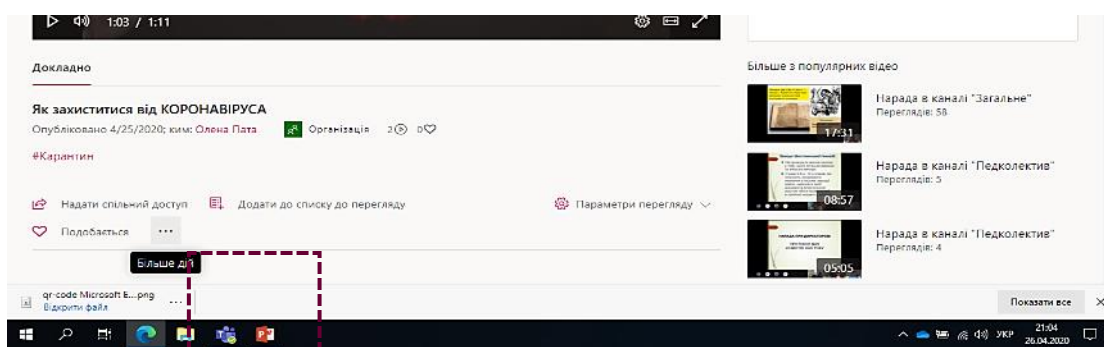 1:03 / 1:11
Докладно
Як захиститися від КОРОНАВІРУСА
Опубліковано 4/25/2020; ким: Олена Пата Організація 2 0
#Карантин
Надати спільний доступ Додати до списку до перегляду Параметри перегляду
Подобається ...
Більше дій
Більше з популярних відео
17:31
Нарада в каналі "Загальне"
Переглядів: 58
08:57
Нарада в каналі "Педколектив"
Переглядів: 5
05:05
Нарада в каналі "Педколектив"
Переглядів: 4
qr-code Microsoft E....png ...
Відкрити файл
Показати все
УКР 21:04
26.04.2020